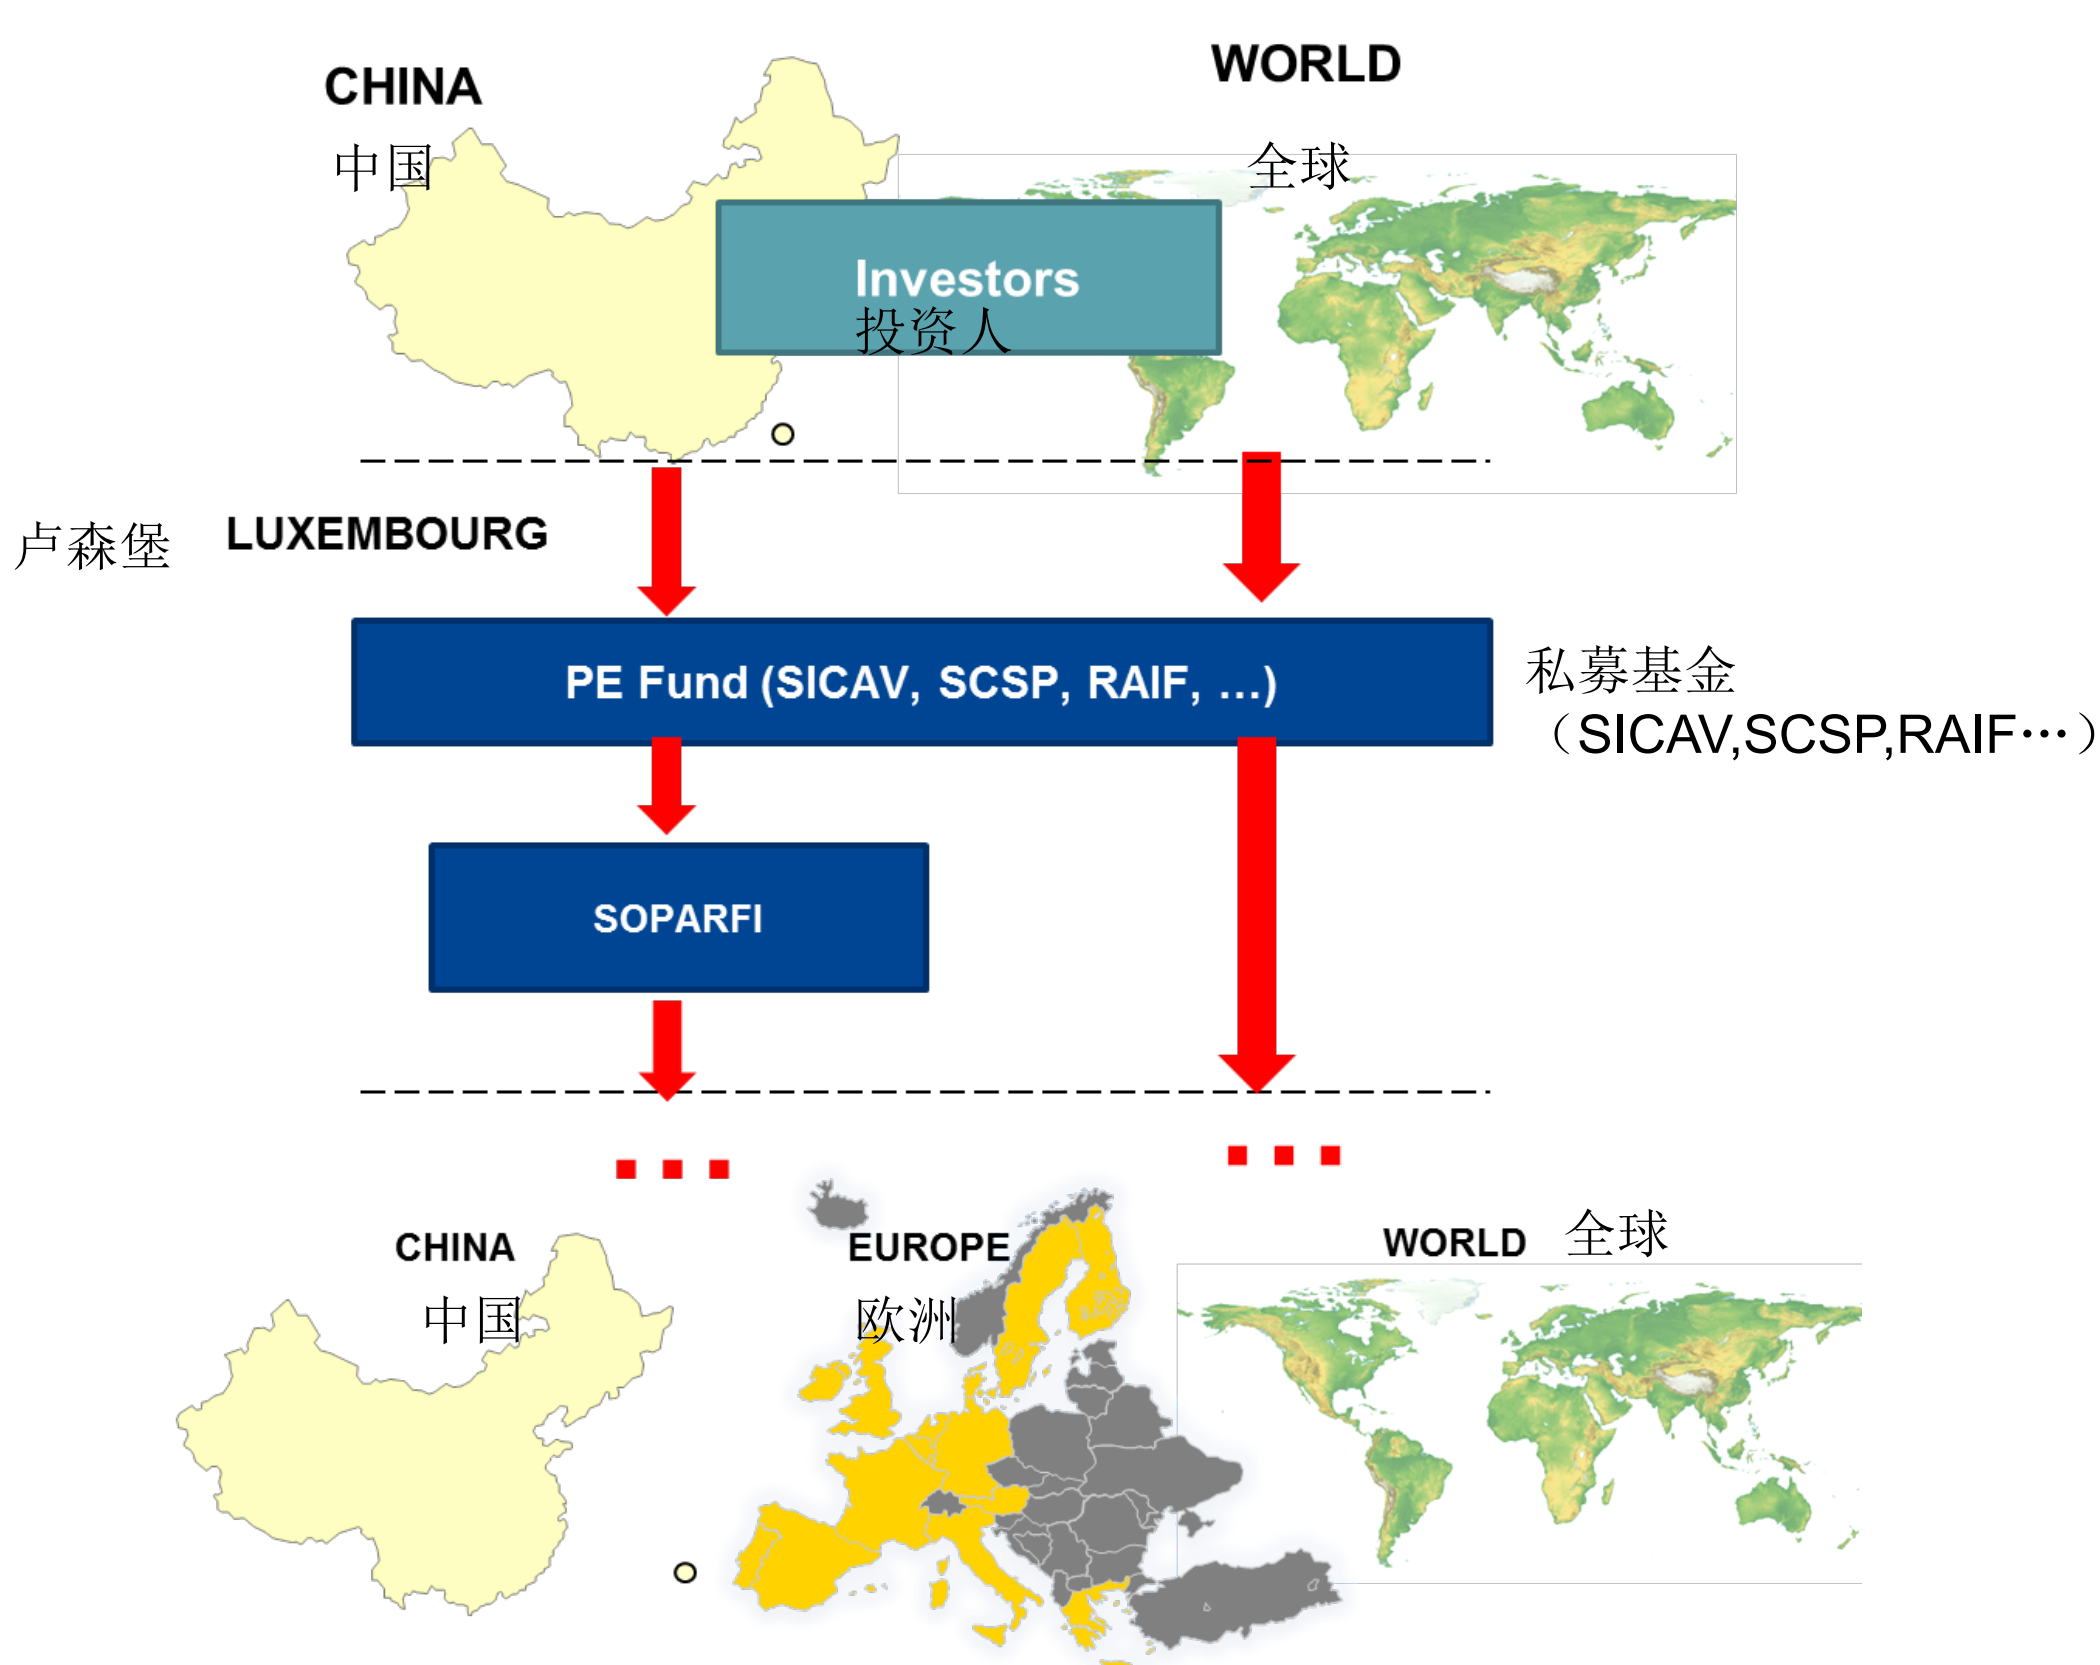 CHINA
中国
WORLD
全球
Investors
投资人
卢森堡
LUXEMBOURG
PE Fund (SICAV, SCSP, RAIF, ...)
私募基金
（SICAV,SCSP,RAIF…）
SOPARFI
...
...
CHINA
中国
EUROPE
欧洲
WORLD
全球